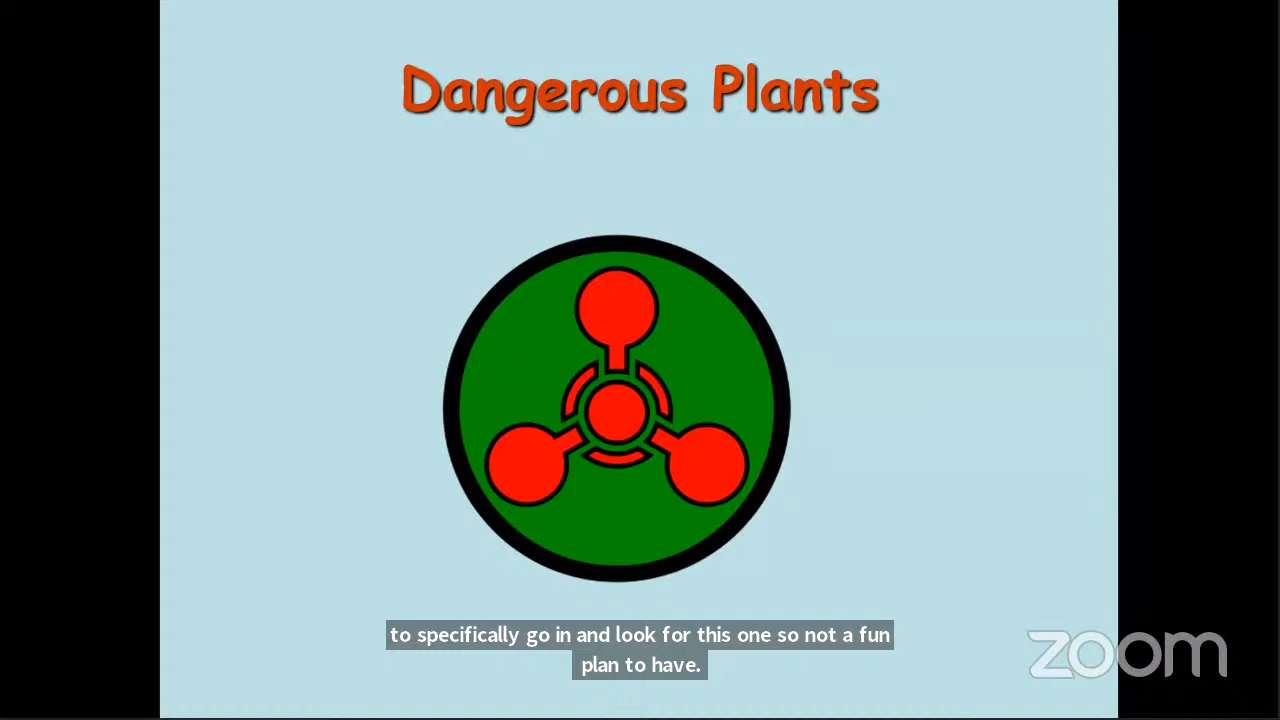 Dangerous Plants
to specifically go in and look for this one so not a fun
plan to have.
zoom